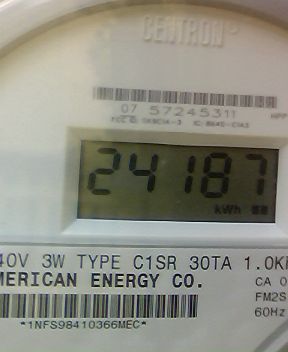 CENTRON
07 57245311
24187
kWh
40V 3W TYPE C1SR 30TA 1.0K
MERICAN ENERGY CO.
CA 0
FM2S
60Hz
*1NFS98410366MEC*